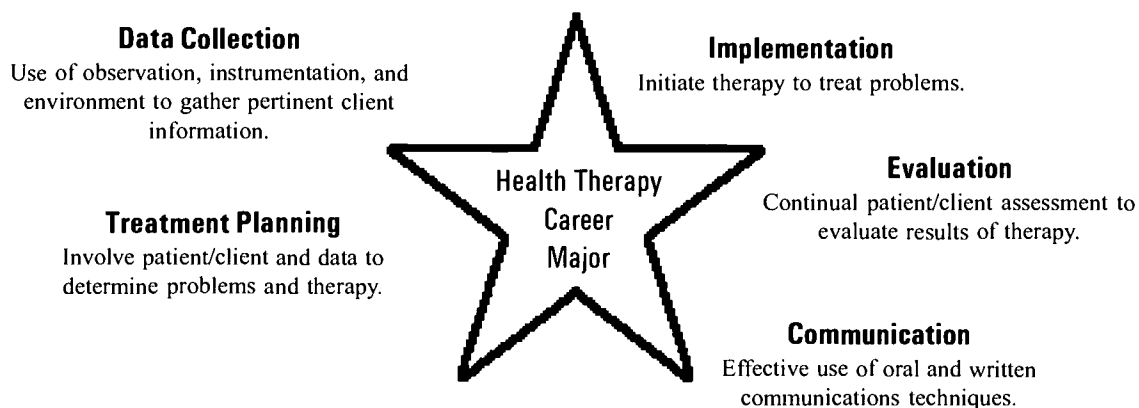 Data Collection
Use of observation, instrumentation, and
environment to gather pertinent client
information.
Treatment Planning
Involve patient/client and data to
determine problems and therapy.
Health Therapy
Career
Major
Implementation
Initiate therapy to treat problems.
Evaluation
Continual patient/client assessment to
evaluate results of therapy.
Communication
Effective use of oral and written
communications techniques.